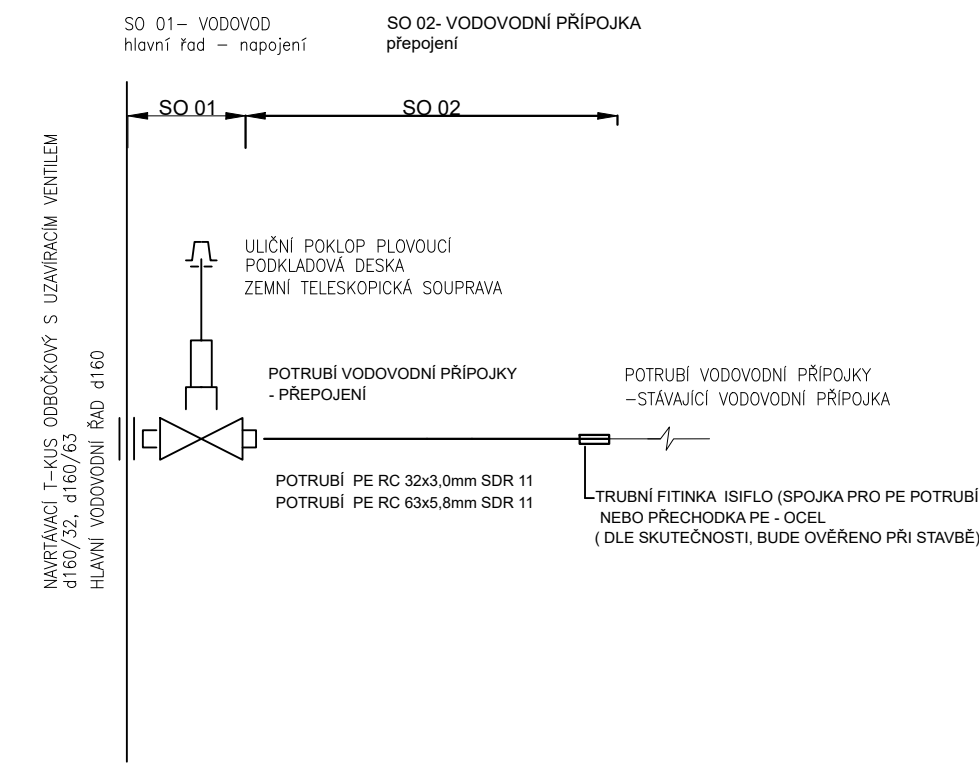 SO 01– VODOVOD
hlavní řad – napojení
SO 02- VODOVODNÍ PŘÍPOJKA
přepojení
SO 01
SO 02
NAVRTÁVACÍ T–KUS ODBOČKOVÝ S UZAVÍRACÍM VENTILEM
d160/32, d160/63
HLAVNÍ VODOVODNÍ ŘAD d160
ULIČNÍ POKLOP PLOVOUCÍ
PODKLADOVÁ DESKA
ZEMNÍ TELESKOPICKÁ SOUPRAVA
POTRUBÍ VODOVODNÍ PŘÍPOJKY
- PŘEPOJENÍ
POTRUBÍ VODOVODNÍ PŘÍPOJKY
–STÁVAJÍCÍ VODOVODNÍ PŘÍPOJKA
POTRUBÍ PE RC 32x3,0mm SDR 11
POTRUBÍ PE RC 63x5,8mm SDR 11
TRUBNÍ FITINKA ISIFLO (SPOJKA PRO PE POTRUBÍ
NEBO PŘECHODKA PE - OCEL
( DLE SKUTEČNOSTI, BUDE OVĚŘENO PŘI STAVBĚ)